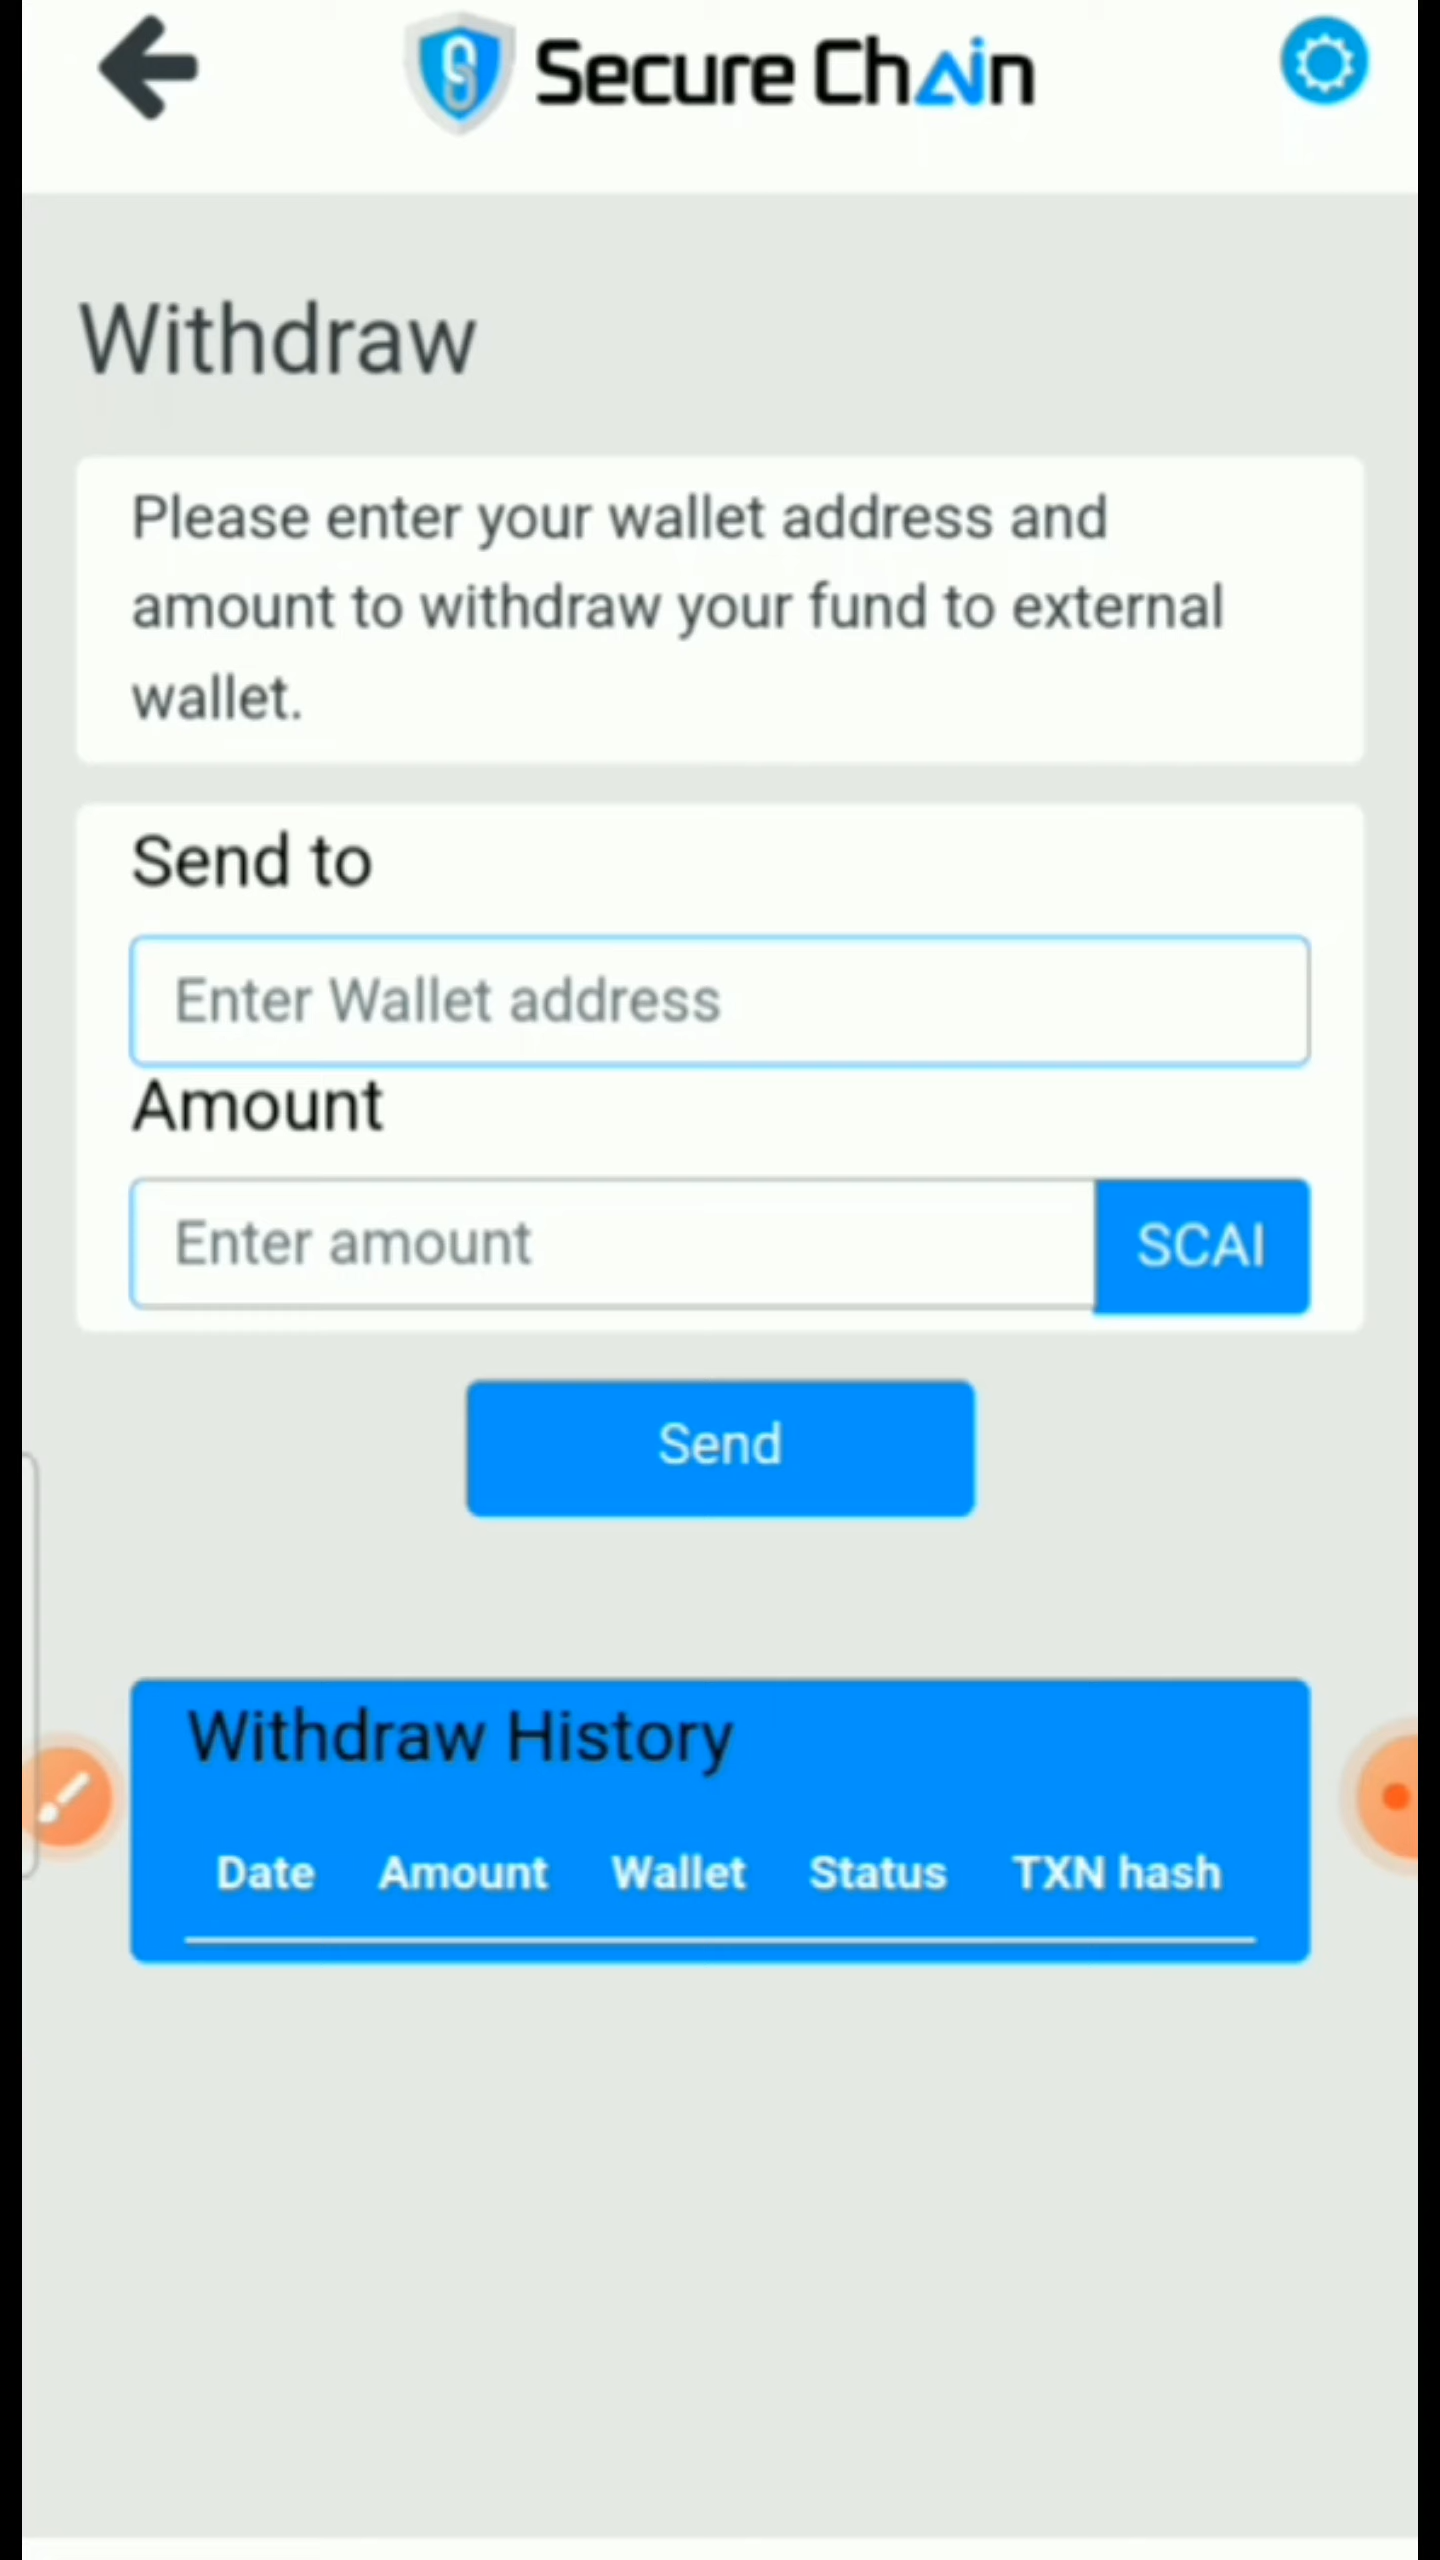 Secure Chain
Withdraw
Please enter your wallet address and
amount to withdraw your fund to external
wallet.
Send to
Enter Wallet address
Amount
Enter amount
SCAI
Send
Withdraw History
Date Amount Wallet Status TXN hash